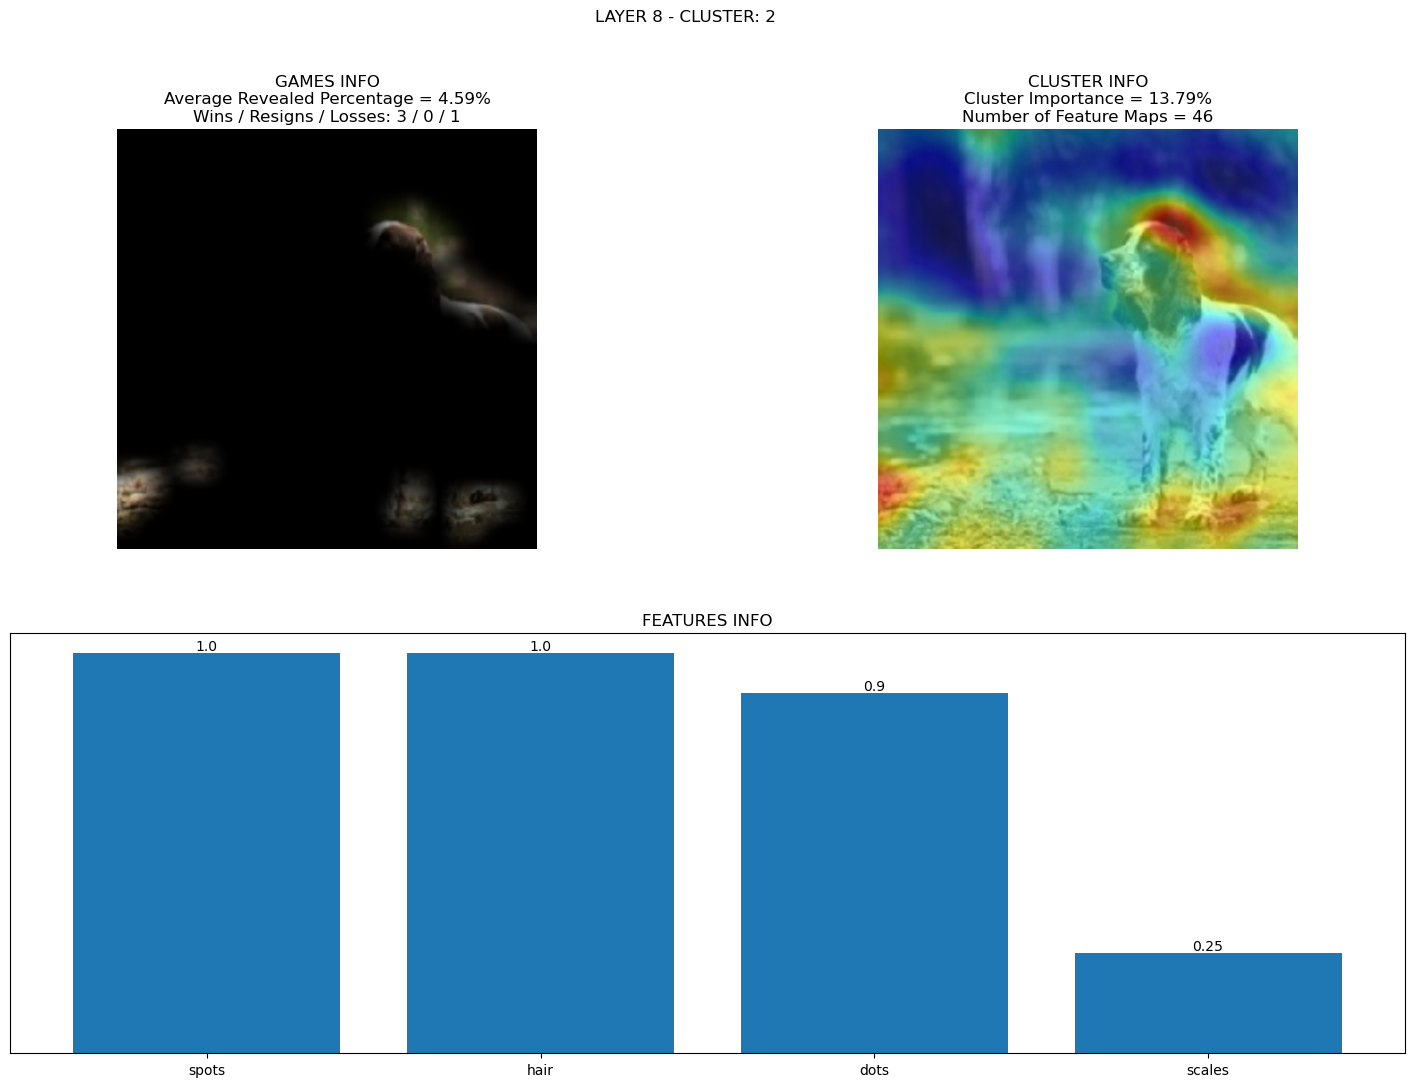 LAYER 8 - CLUSTER: 2
GAMES INFO
Average Revealed Percentage = 4.59%
Wins / Resigns / Losses: 3 / 0 / 1
CLUSTER INFO
Cluster Importance = 13.79%
Number of Feature Maps = 46
FEATURES INFO
1.0
1.0
0.9
0.25
spots
hair
dots
scales